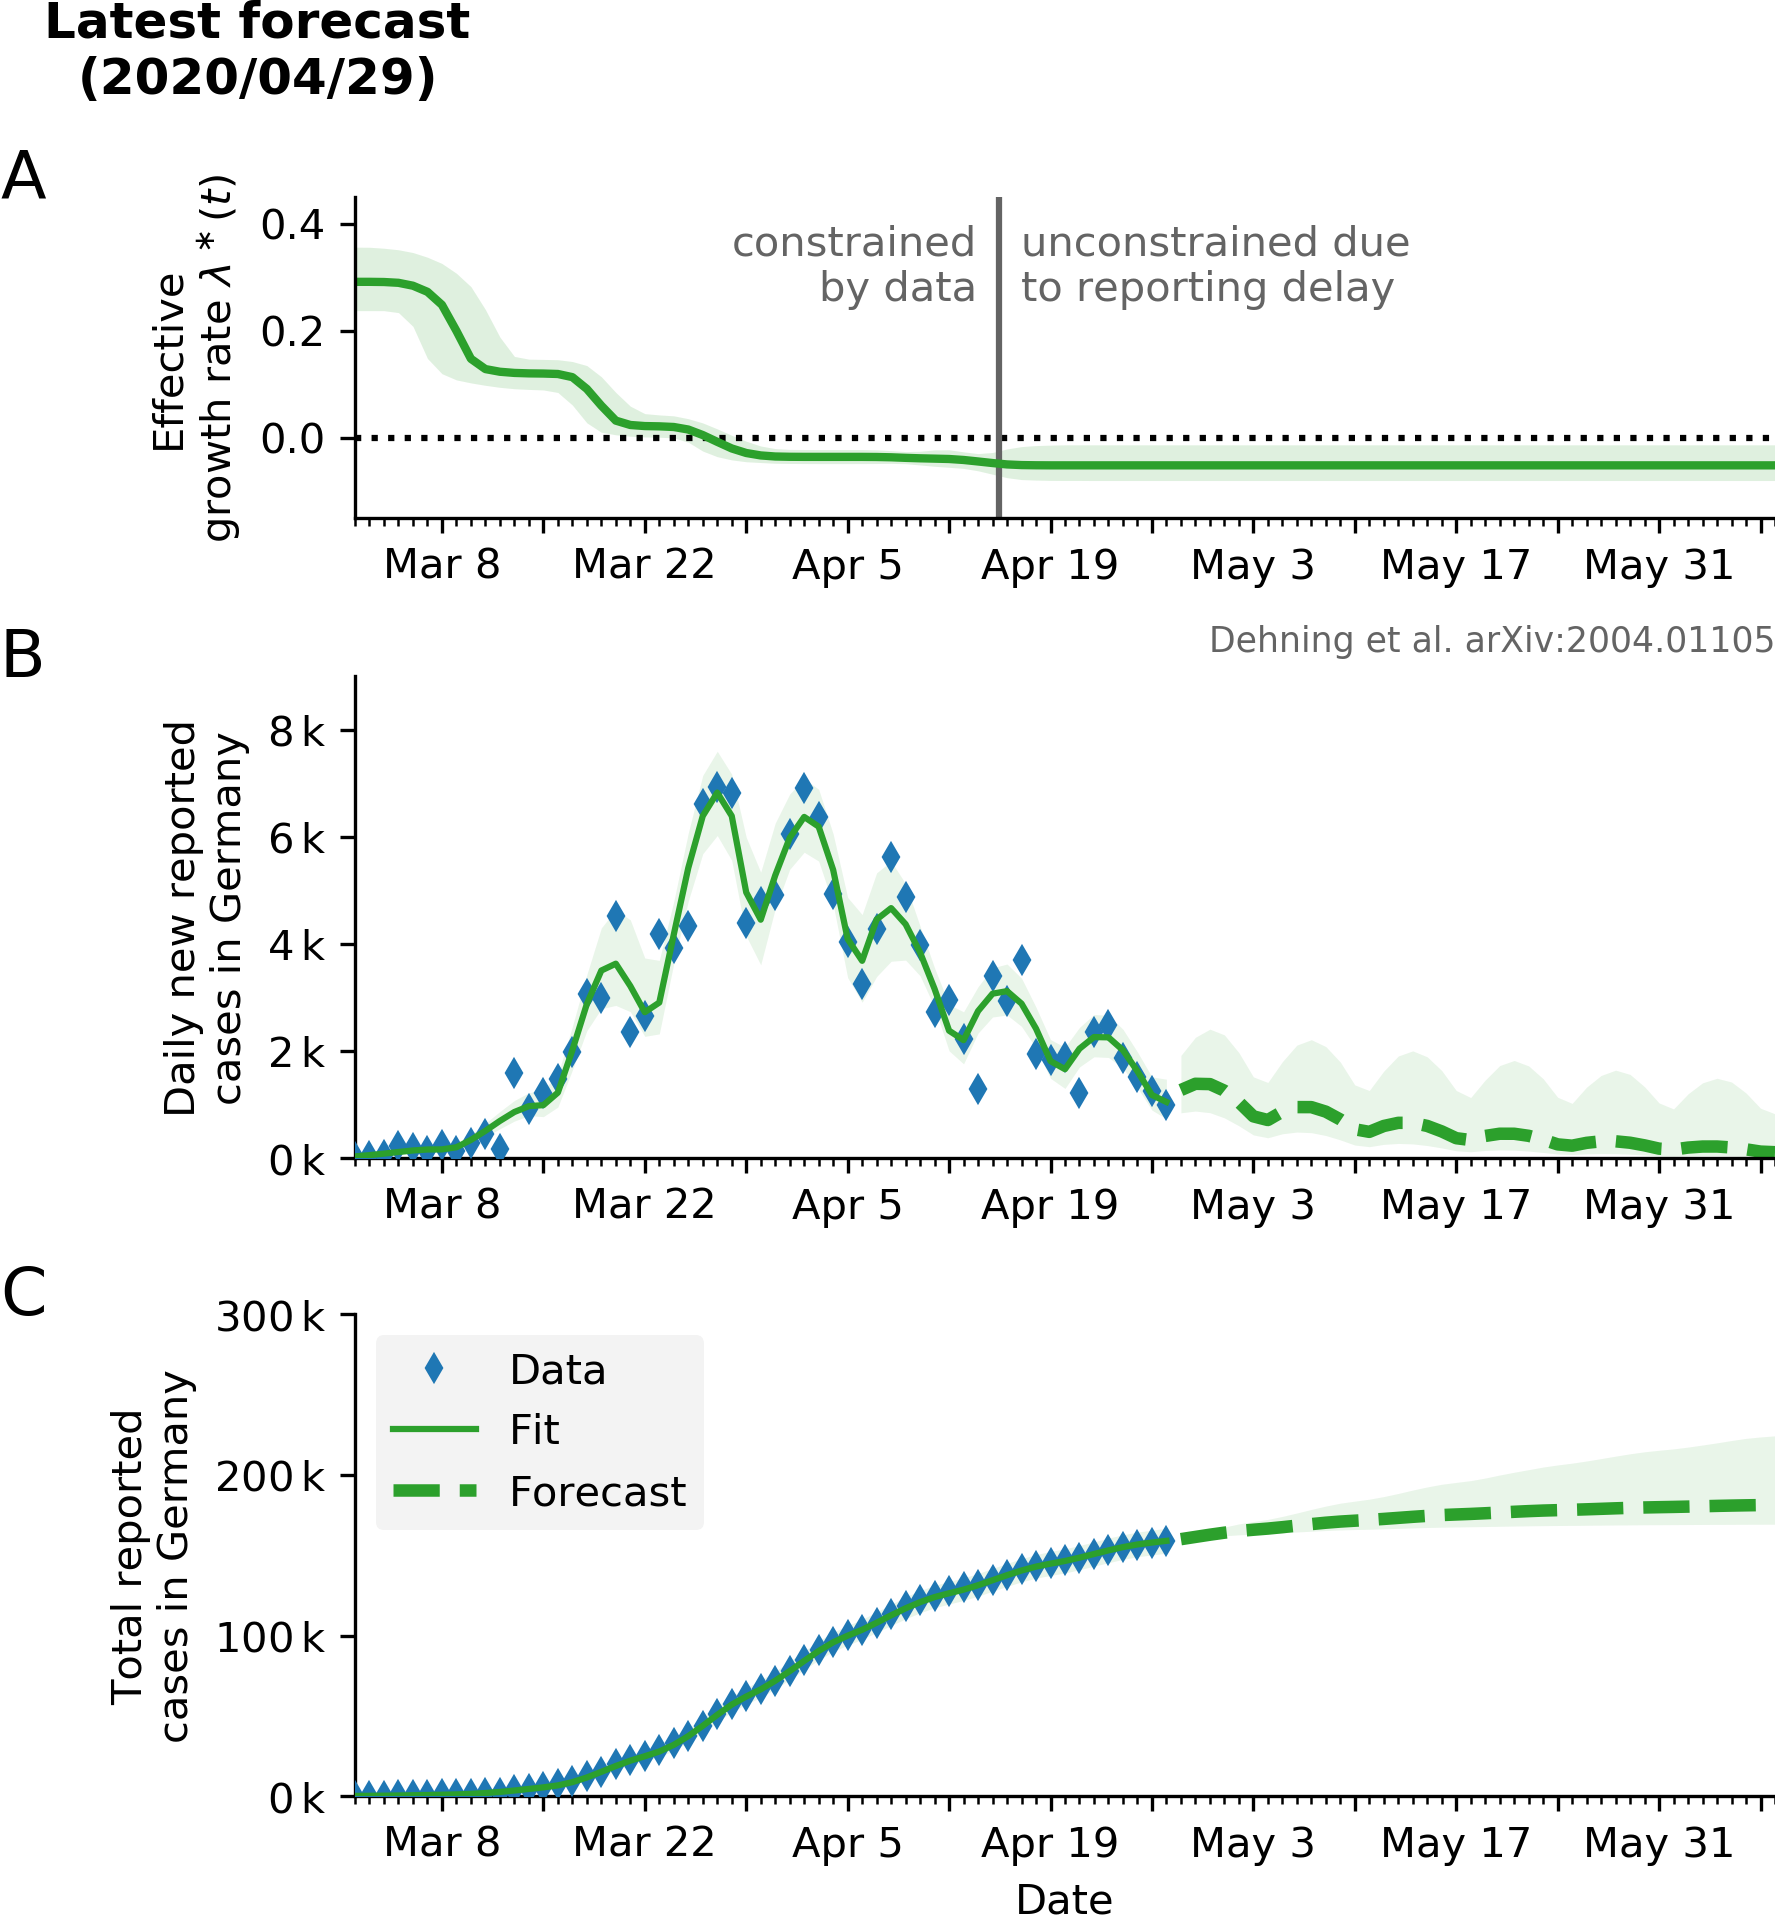 Latest forecast
(2020/04/29)
A
Effective
growth rate λ * (t)
0.4
0.2
0.0
constrained
by data
unconstrained due
to reporting delay
Mar 8 Mar 22 Apr 5 Apr 19 May 3 May 17 May 31
Dehning et al. arXiv:2004.01105
B
Daily new reported
cases in Germany
8 k
6 k
4 k
2 k
0 k
Mar 8 Mar 22 Apr 5 Apr 19 May 3 May 17 May 31
C
Total reported
cases in Germany
300 k
200 k
100 k
0 k
Data
Fit
Forecast
Mar 8 Mar 22 Apr 5 Apr 19 May 3 May 17 May 31
Date